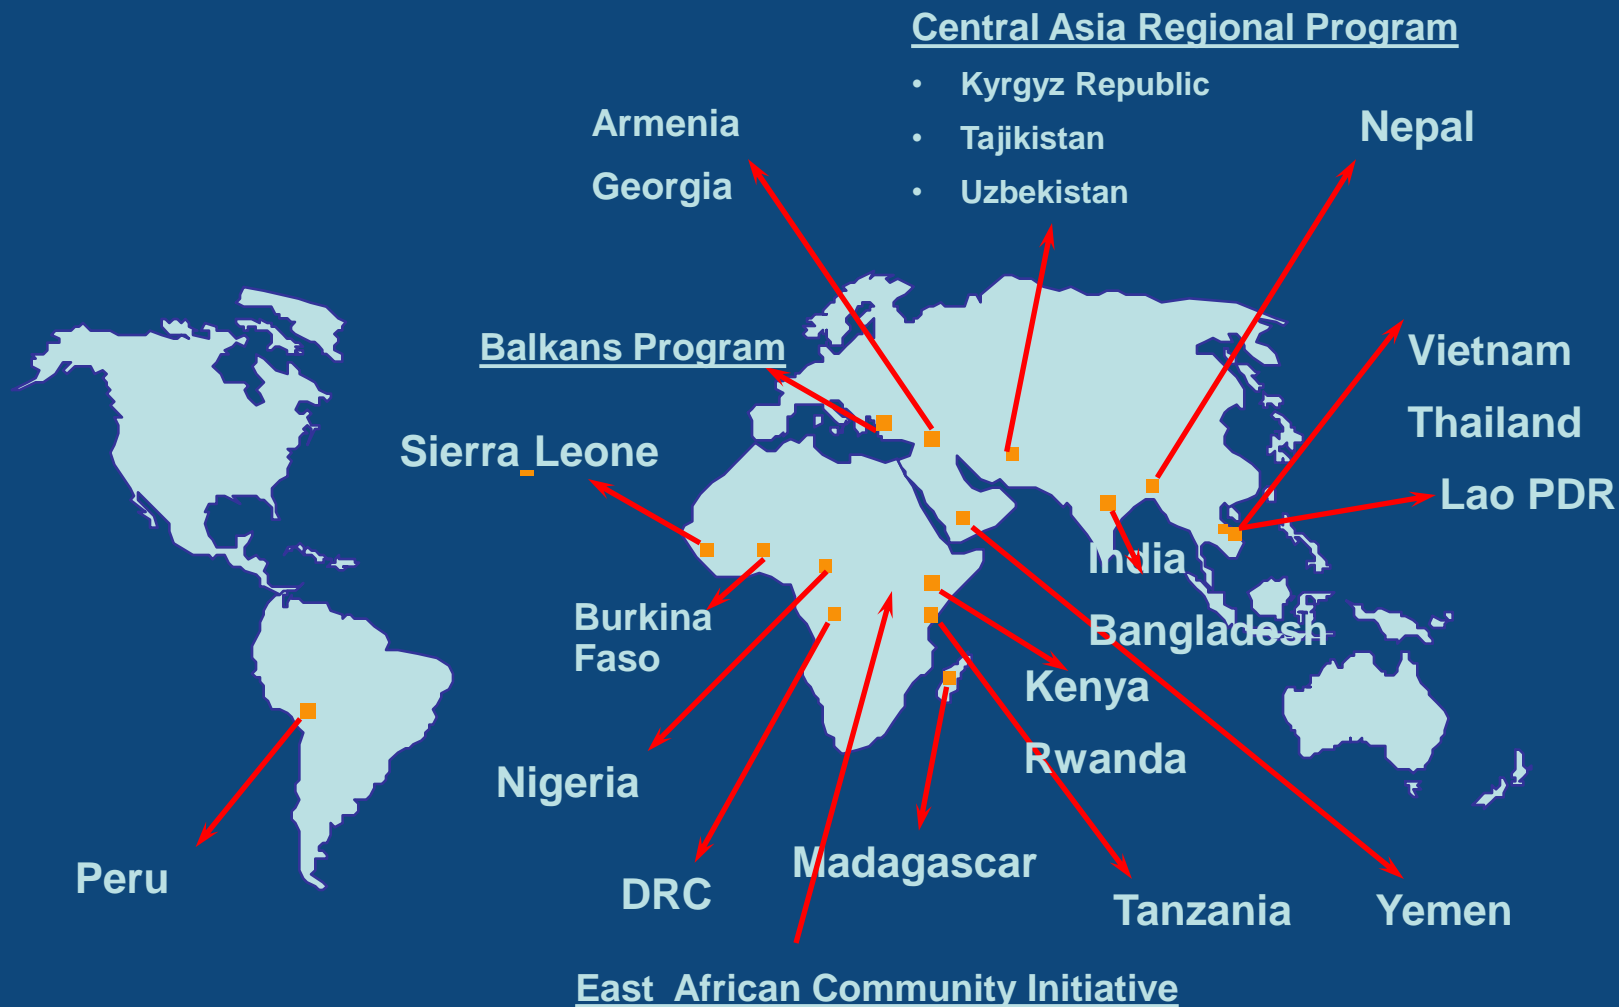 Central Asia Regional Program
• Kyrgyz Republic
• Tajikistan
• Uzbekistan
Armenia
Georgia
Nepal
Balkans Program
Vietnam
Thailand
Lao PDR
Sierra Leone
India
Bangladesh
Burkina
Faso
Kenya
Rwanda
Nigeria
Madagascar
Peru
DRC
Tanzania
Yemen
East  African Community Initiative